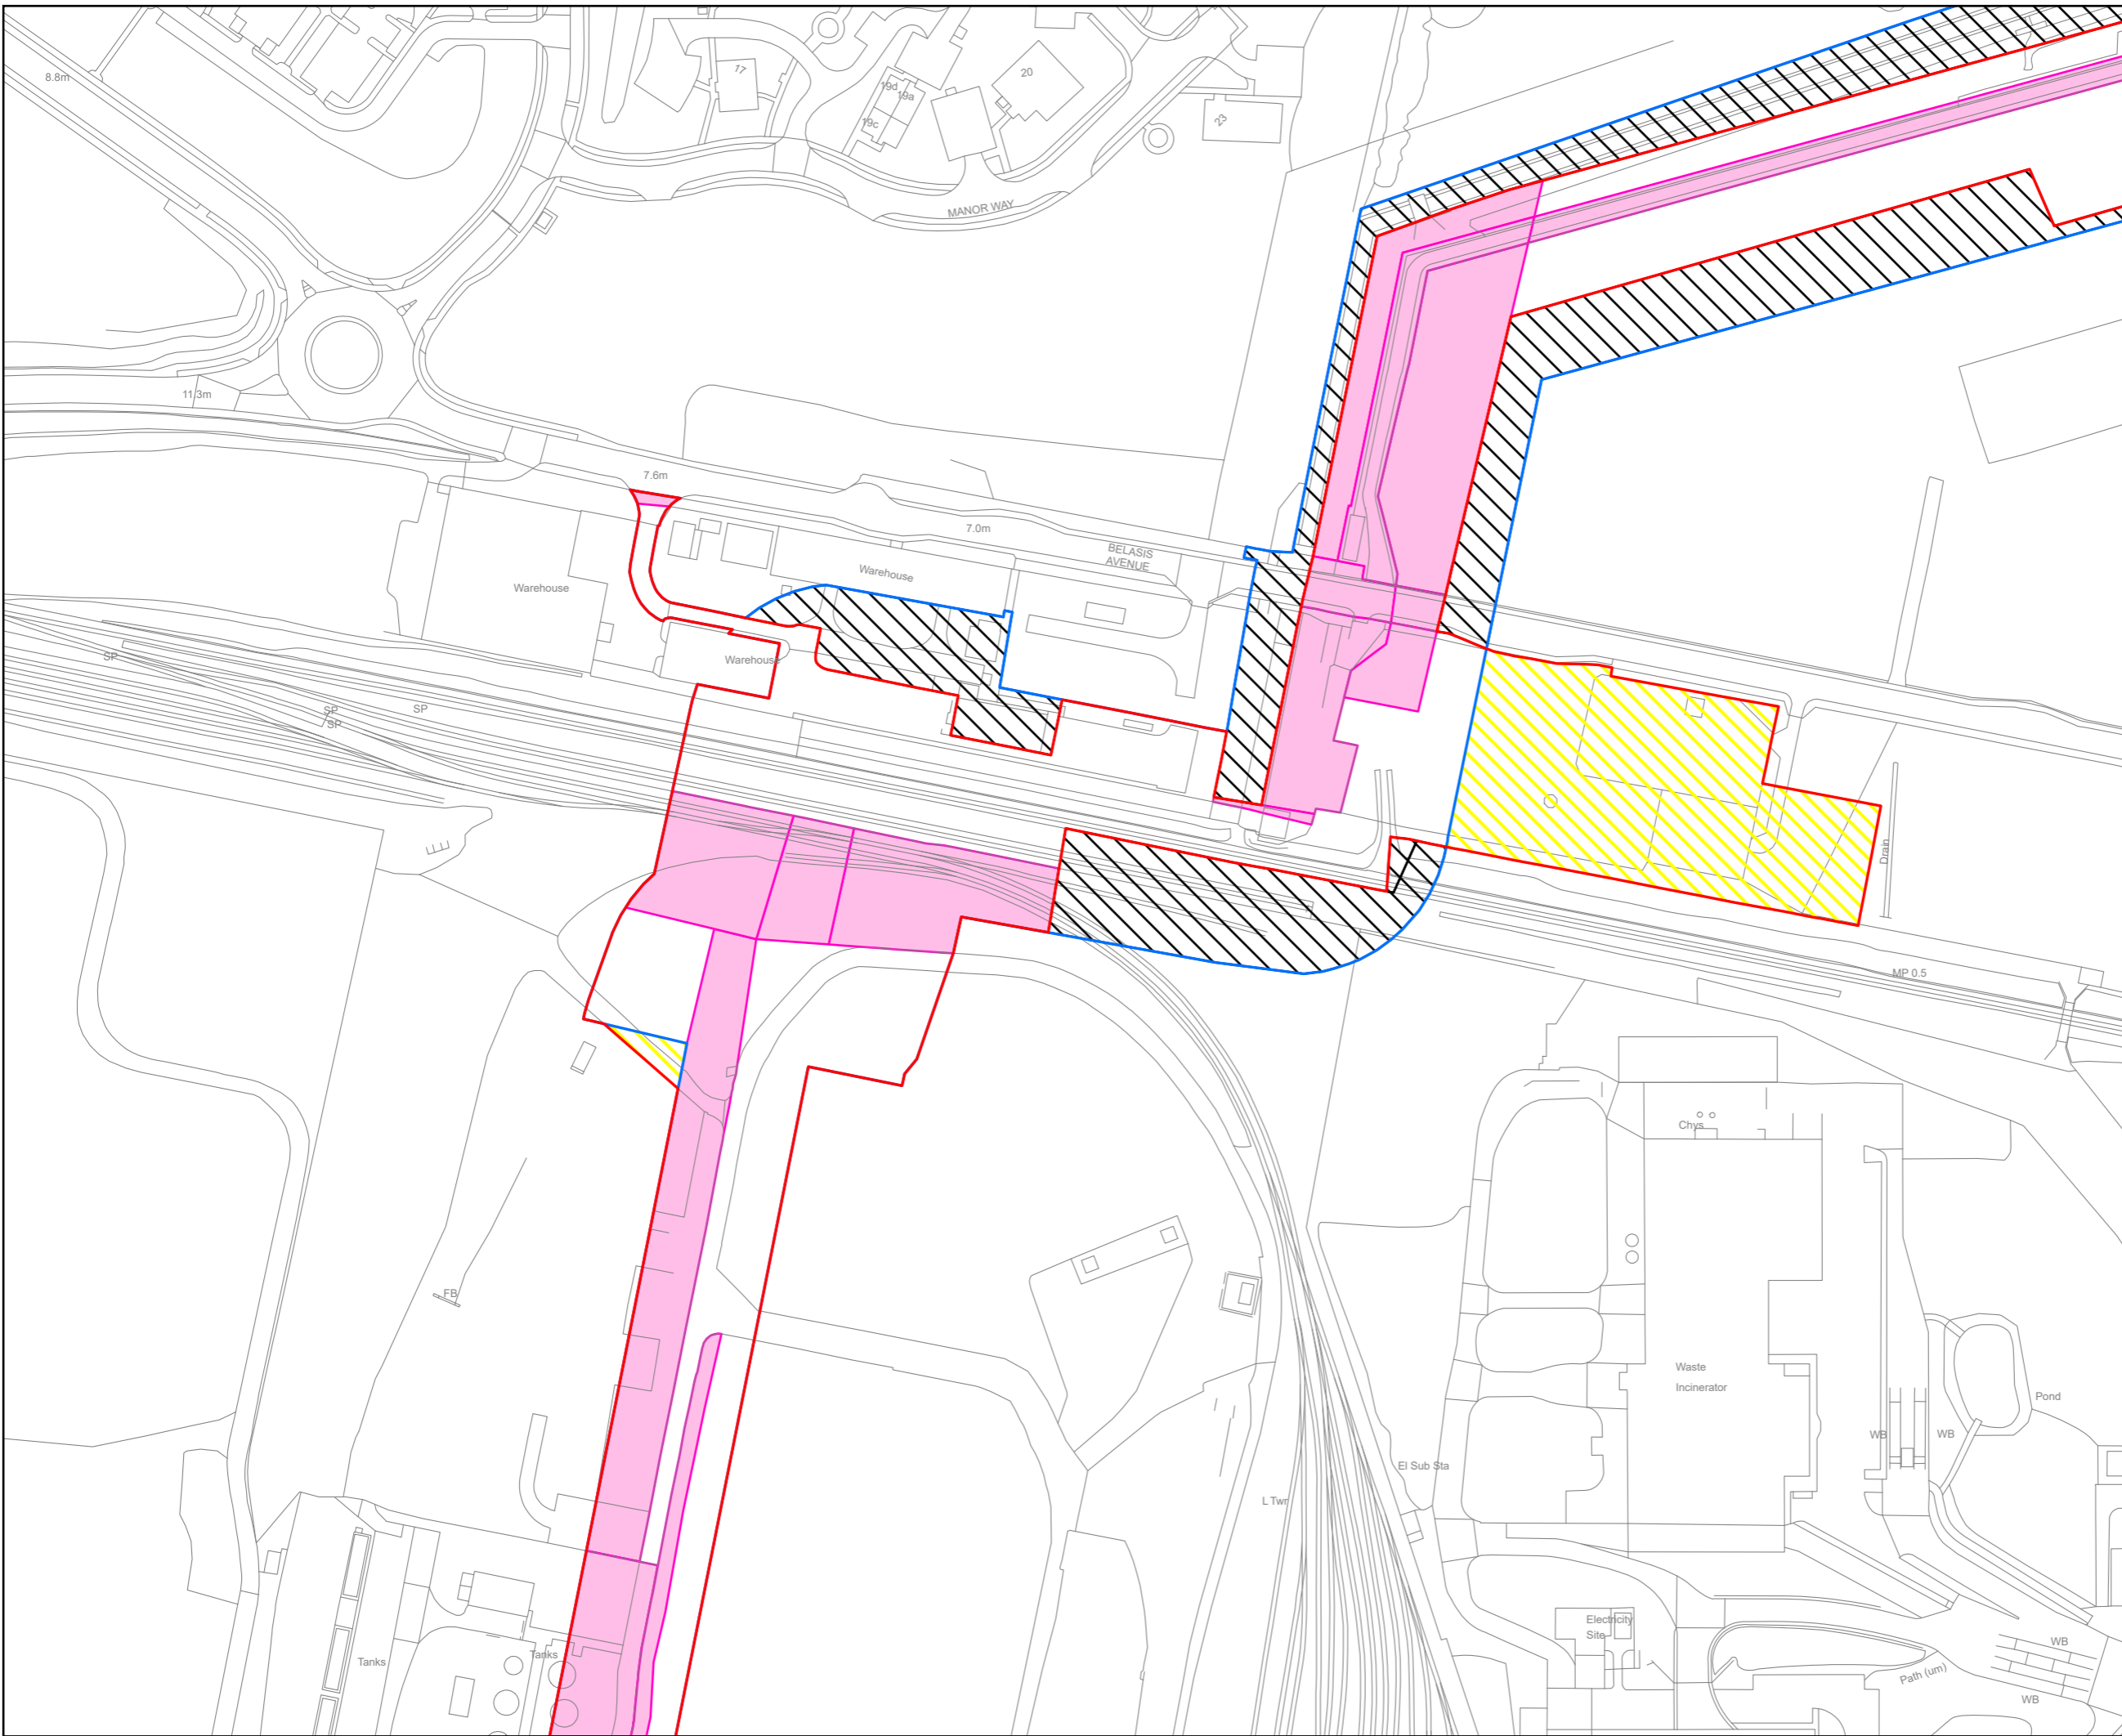 8.8m
17
20
19d
19a
19c
23
MANOR WAY
11.3m
7.6m
7.0m
BELASIS
AVENUE
Warehouse
Warehouse
Warehouse
SP
SP
SP
SP
Drain
MP 0.5
Chys
FB
Waste
Incinerator
Pond
WB
WB
El Sub Sta
L Twr
Electricity
Site
Tanks
Tanks
WB
Path (um)
WB